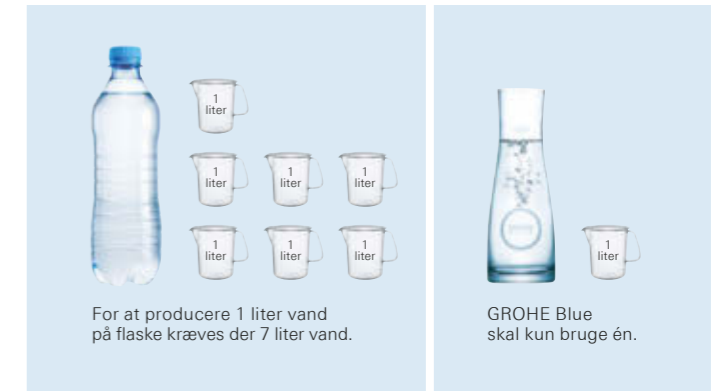 1
liter
1
liter
1
liter
1
liter
1
liter
1
liter
1
liter
For at producere 1 liter vand
på flaske kræves der 7 liter vand.
1
liter
GROHE Blue
skal kun bruge én.